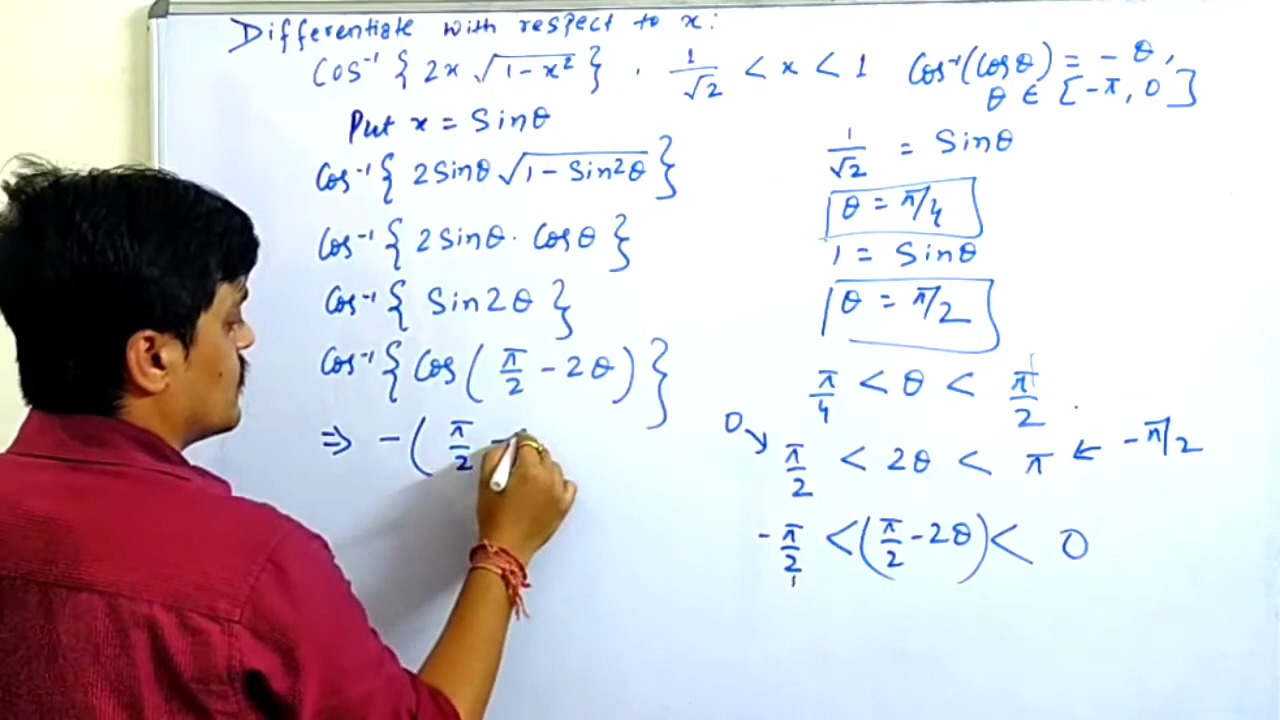 Differentiate with respect to x:
Cos⁻¹ { 2x √(1 - x²) } , 1/√2 < x < 1
Cos⁻¹(Cosθ) = - θ,
θ ∈ [-π, 0]
Put x = Sinθ
Cos⁻¹{ 2Sinθ √(1 - Sin2θ) }
Cos⁻¹{ 2Sinθ · Cosθ }
Cos⁻¹{ Sin2θ }
Cos⁻¹{ Cos( π/2 - 2θ ) }
⇒ -( π/2 -
1/√2 = Sinθ
θ = π/4
1 = Sinθ
θ = π/2
π/4 < θ < π/2
0 ↘ π/2 < 2θ < π ← -π/2
-π/2 < (π/2 - 2θ) < 0